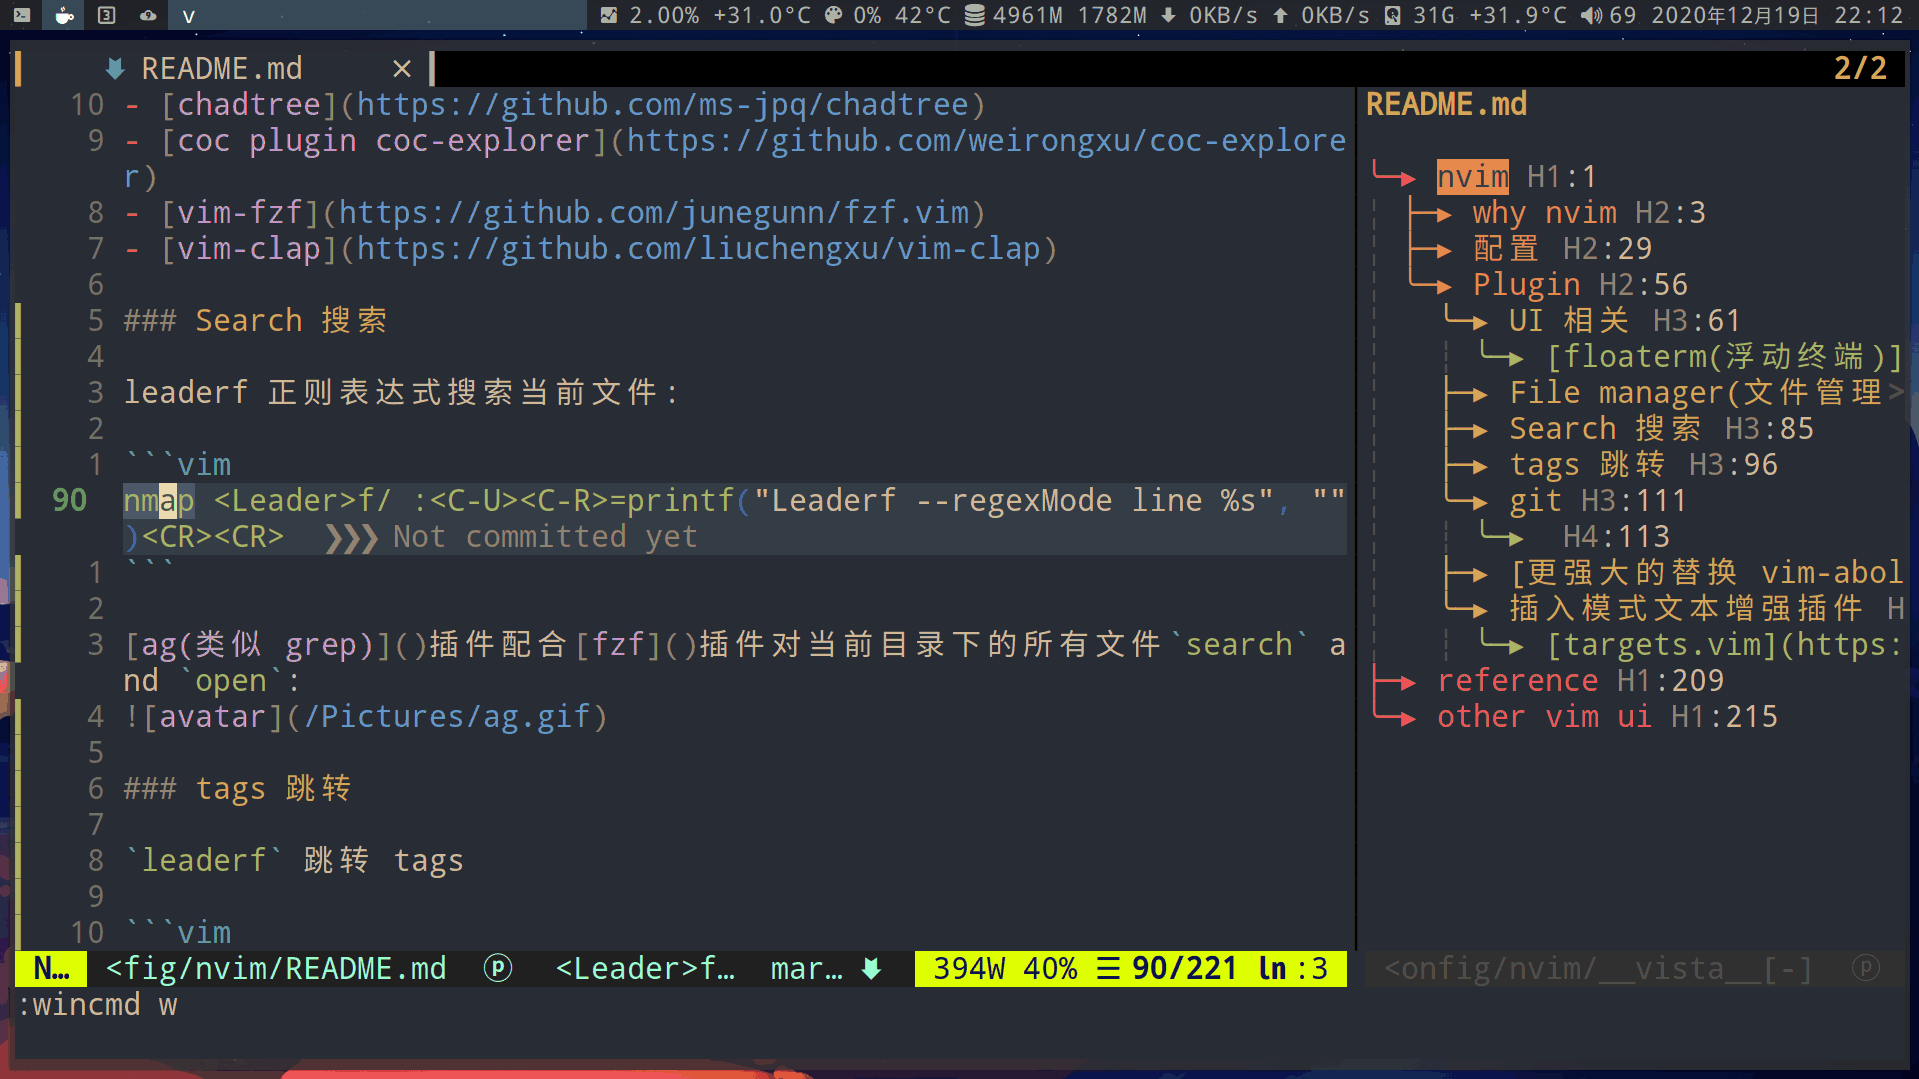 V 2.00% +31.0°C 0% 42°C 4961M 1782M 0KB/s 0KB/s 31G +31.9°C 69 2020年12月19日 22:12
README.md × 2/2
10 - [chadtree](https://github.com/ms-jpq/chadtree)
9 - [coc plugin coc-explorer](https://github.com/weirongxu/coc-explore
r)
8 - [vim-fzf](https://github.com/junegunn/fzf.vim)
7 - [vim-clap](https://github.com/liuchengxu/vim-clap)
6
5 ### Search 搜索
4
3 leaderf 正则表达式搜索当前文件：
2
1 ```vim
90 nmap <Leader>f/ :<C-U><C-R>=printf("Leaderf --regexMode line %s", ""
)<CR><CR> ❯❯❯ Not committed yet
1 ```
2
3 [ag(类似 grep)]()插件配合[fzf]()插件对当前目录下的所有文件`search` a
nd `open`:
4 ![avatar](/Pictures/ag.gif)
5
6 ### tags 跳转
7
8 `leaderf` 跳转 tags
9
10 ```vim
README.md
nvim H1:1
why nvim H2:3
配置 H2:29
Plugin H2:56
UI 相关 H3:61
[floaterm(浮动终端)]
File manager(文件管理>
Search 搜索 H3:85
tags 跳转 H3:96
git H3:111
H4:113
[更强大的替换 vim-abol
插入模式文本增强插件 H
[targets.vim](https:
reference H1:209
other vim ui H1:215
N… <fig/nvim/README.md ⓟ <Leader>f… mar… 394W 40% ☰ 90/221 ln :3 <onfig/nvim/__vista__[-] ⓟ
:wincmd w